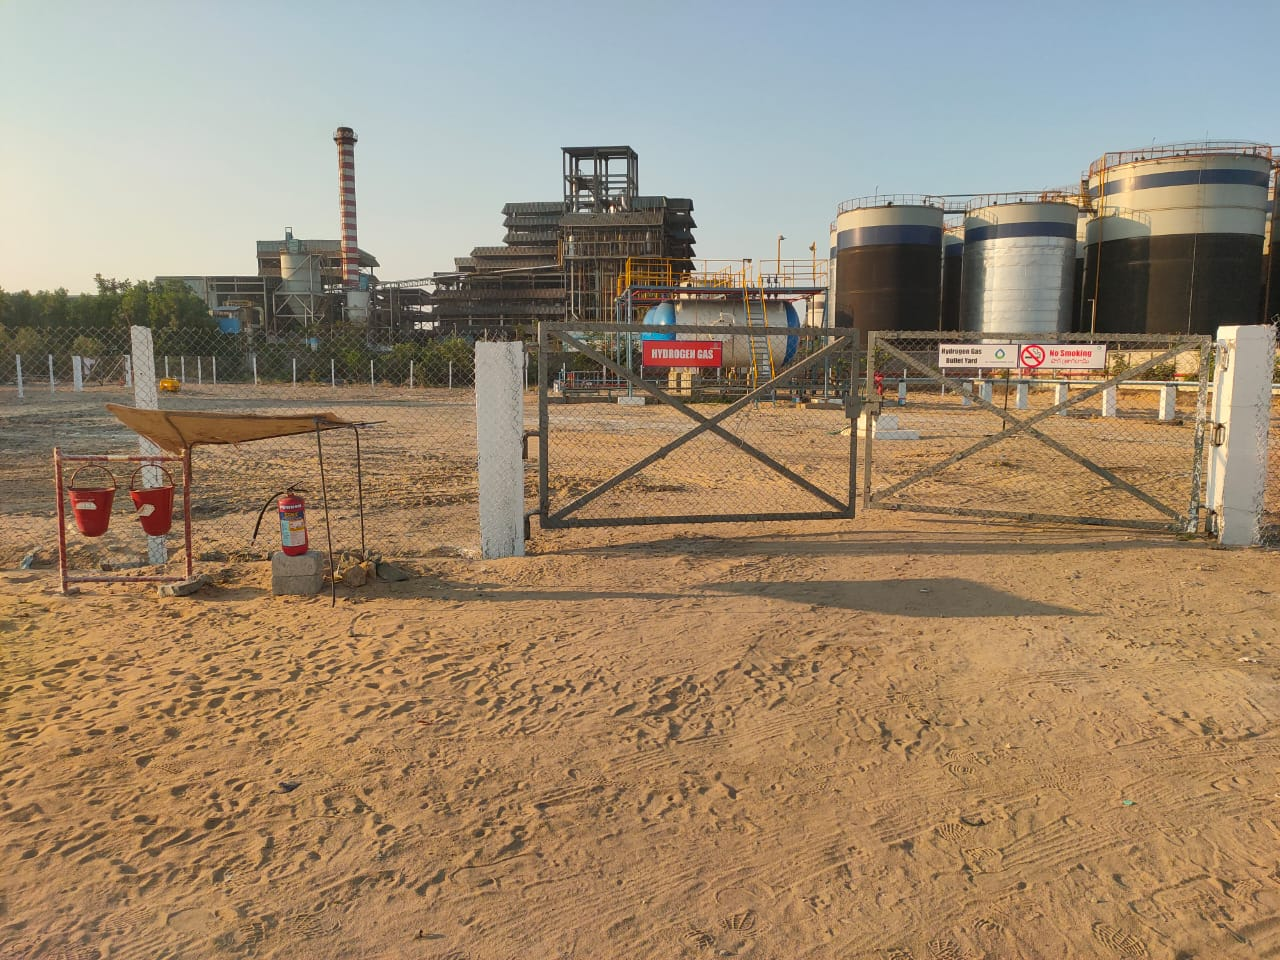 HYDROGEN GAS
Hydrogen Gas
Bullet Yard
No Smoking